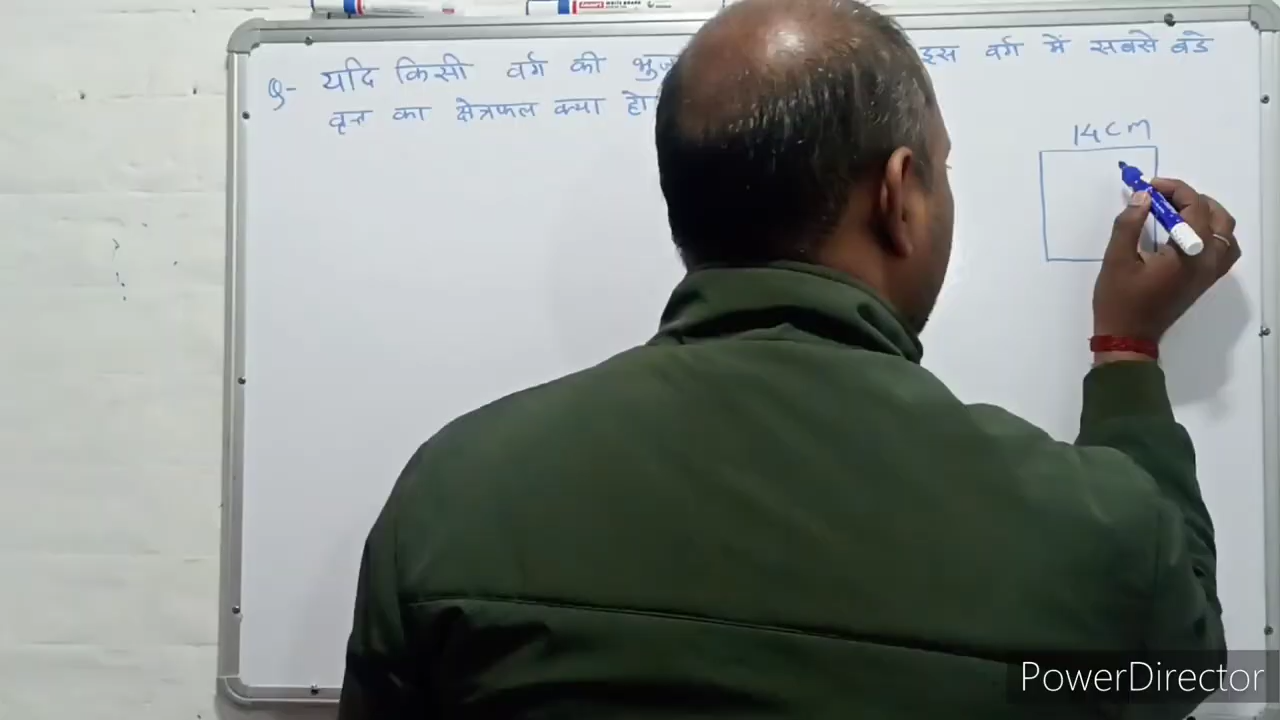 Q- यदि किसी वर्ग की इस वर्ग में सबसे बडे
वृत्त का क्षेत्रफल क्या
14cm
PowerDirector